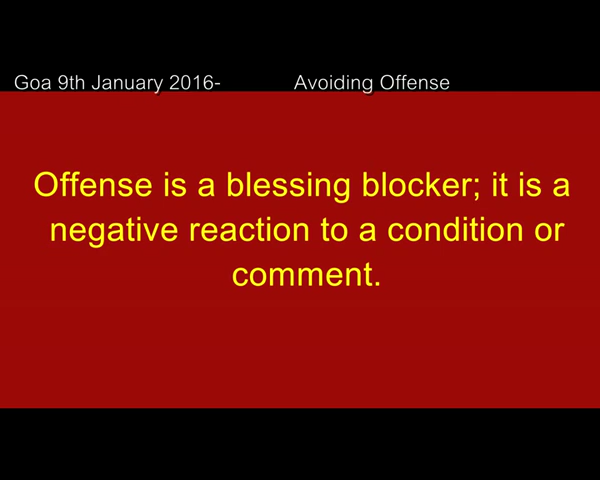 Goa 9th January 2016- Avoiding Offense
Offense is a blessing blocker; it is a
negative reaction to a condition or
comment.